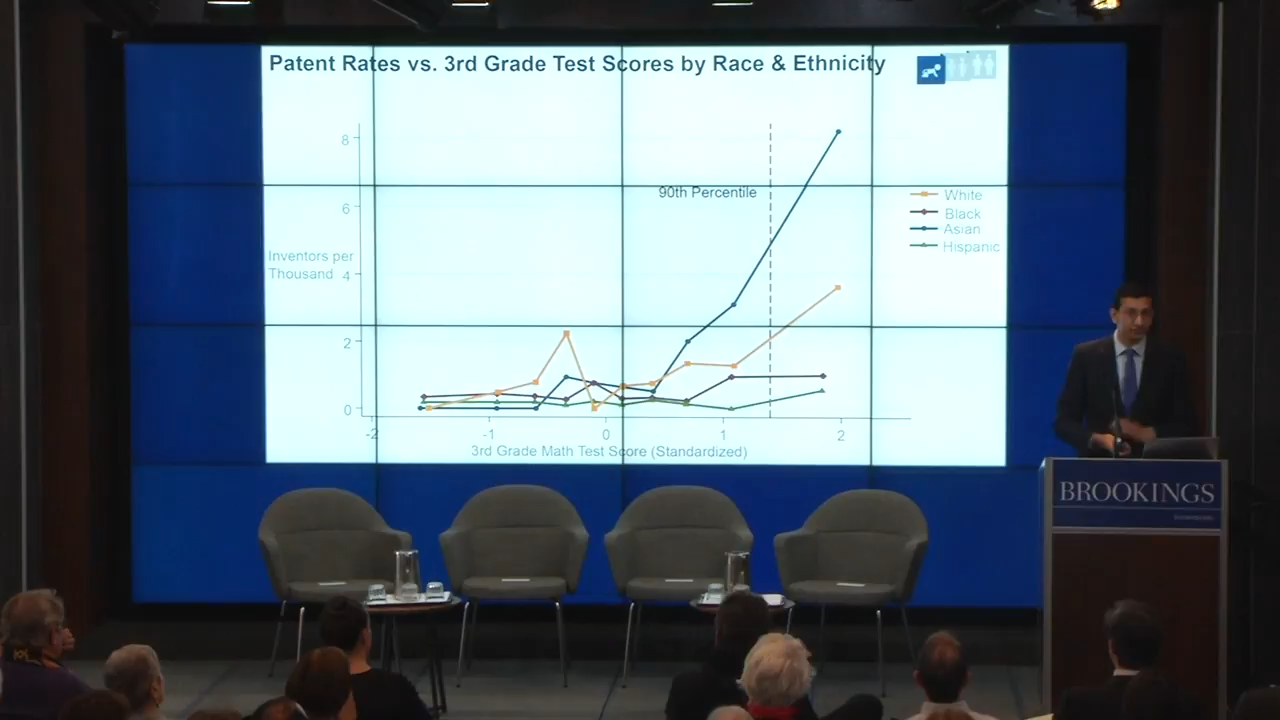 Patent Rates vs. 3rd Grade Test Scores by Race & Ethnicity
8
90th Percentile
6
White
Black
Asian
Hispanic
Inventors per
Thousand
4
2
0
-2 -1 0 1 2
3rd Grade Math Test Score (Standardized)
BROOKINGS